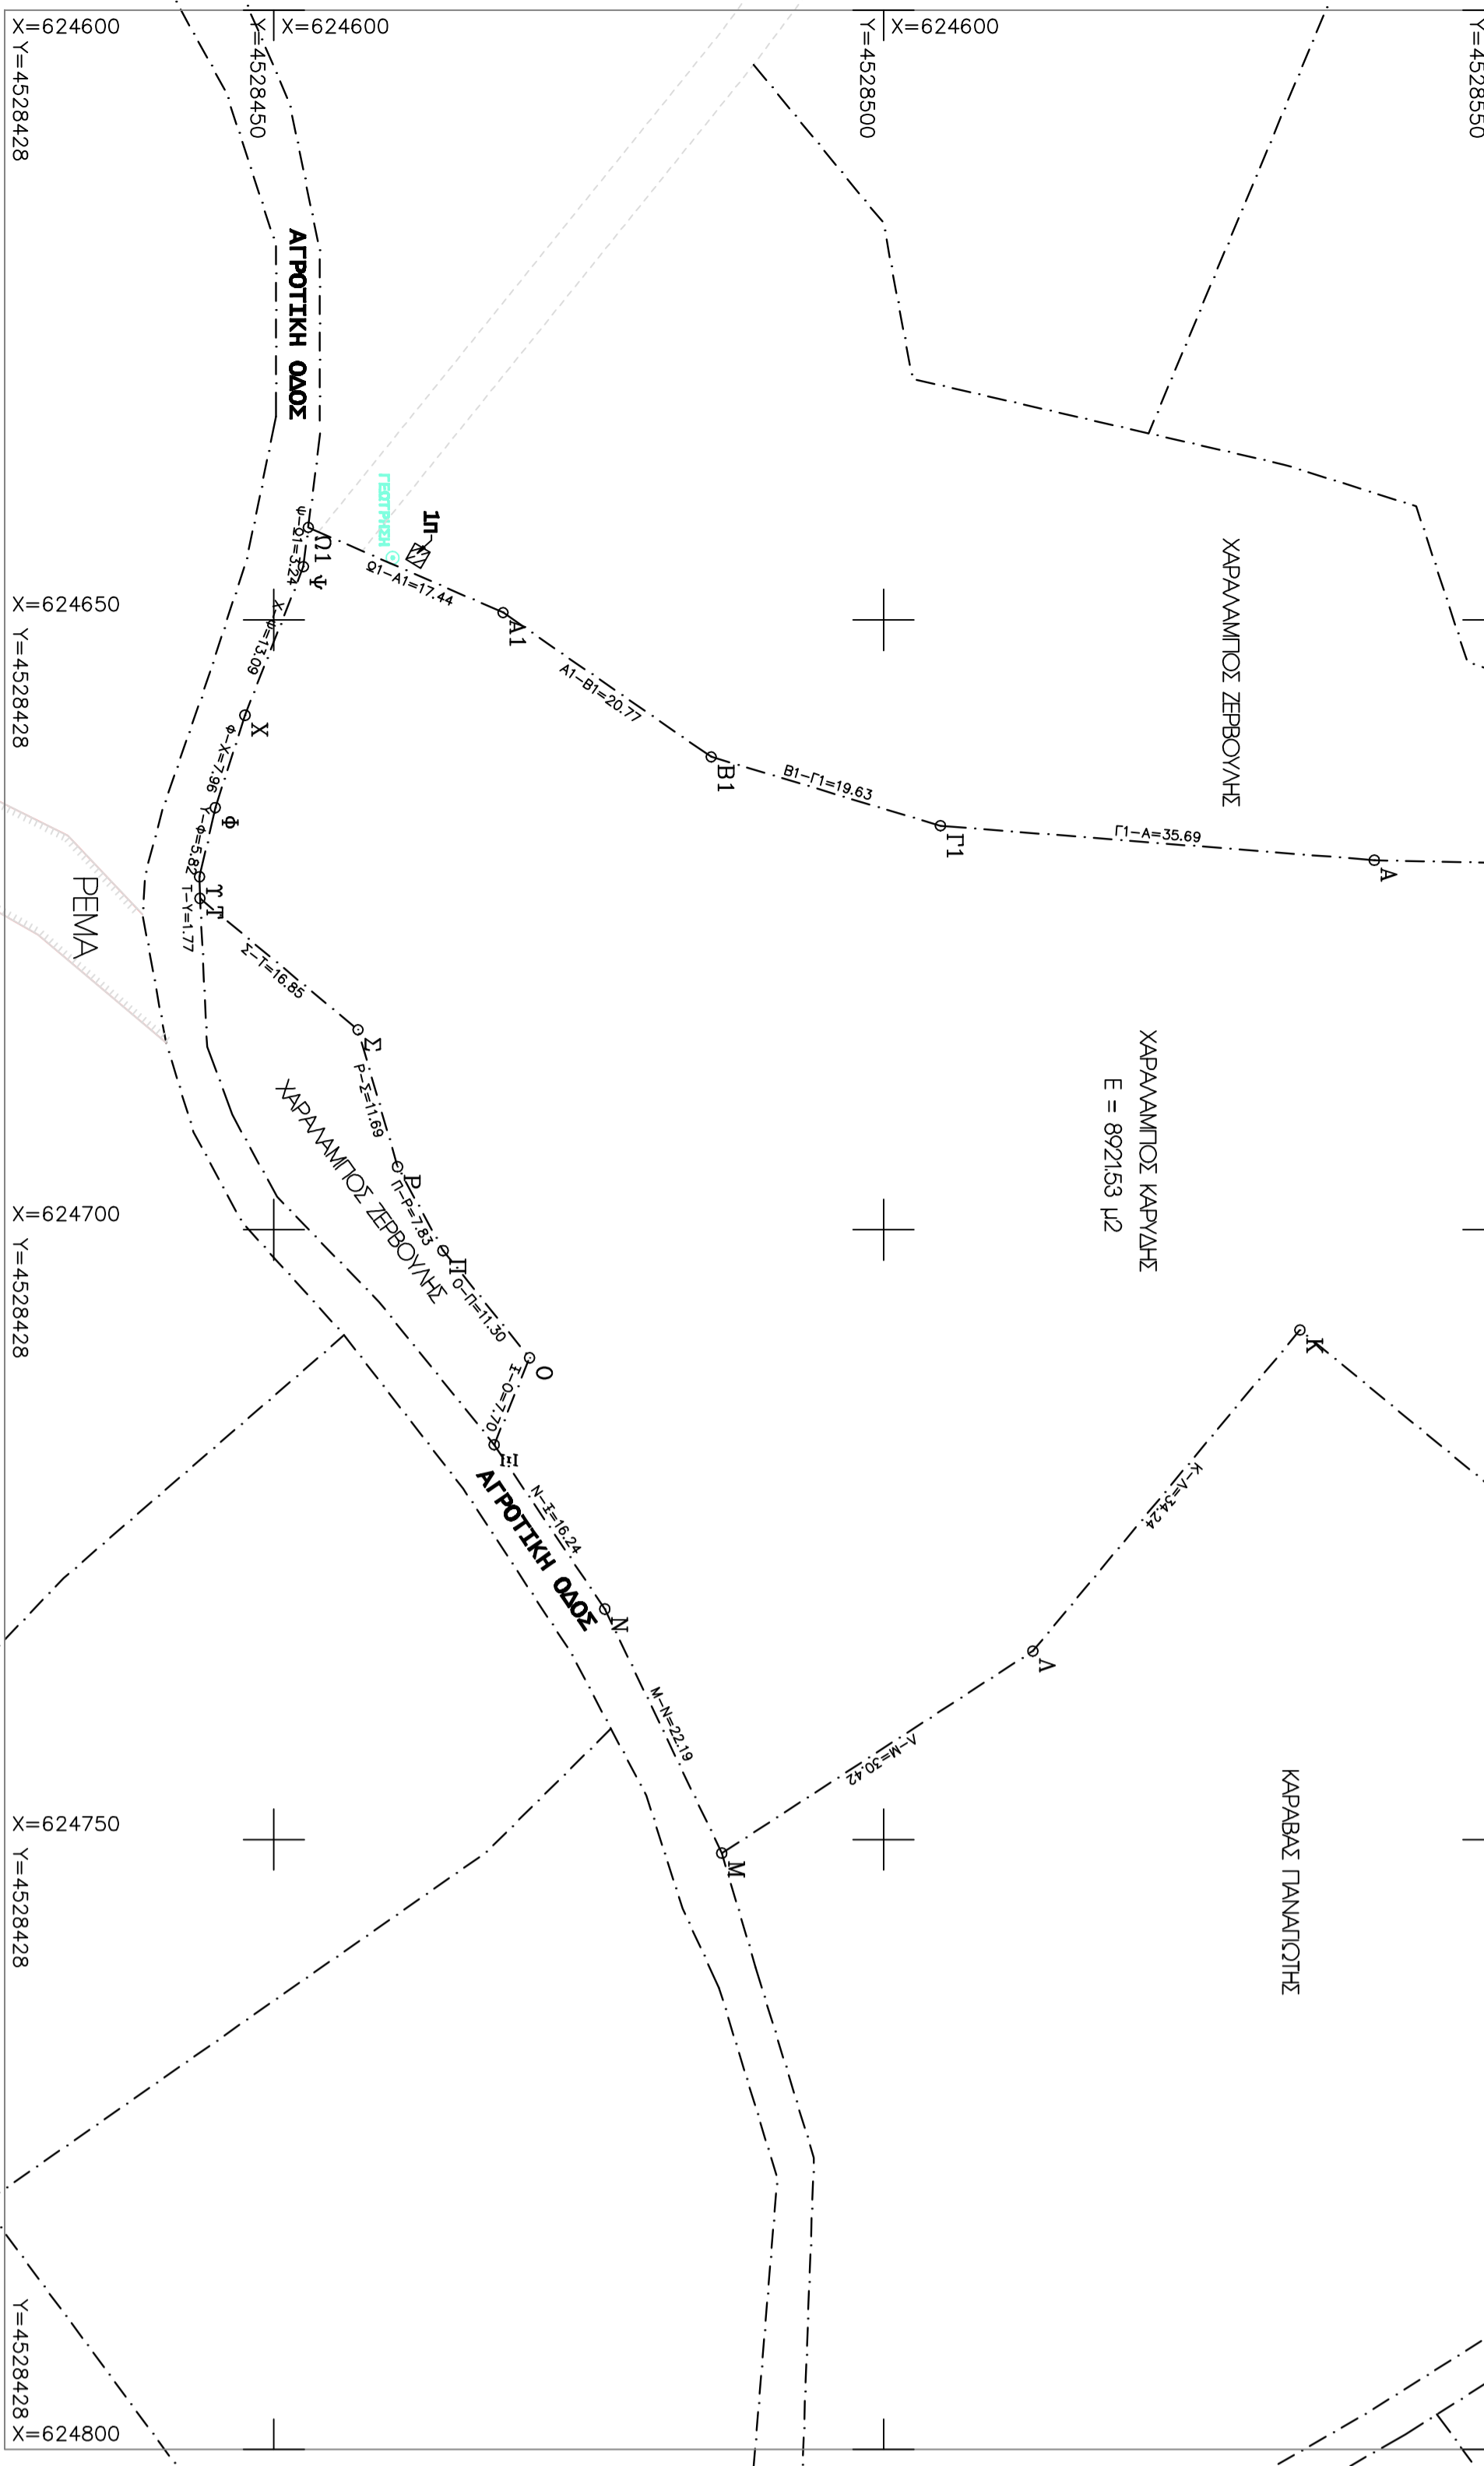 X=624600
Y=4528428
Y=4528450
X=624600
Y=4528500
X=624600
Y=4528550
ΑΓΡΟΤΙΚΗ ΟΔΟΣ
ΓΕΩΤΡΗΣΗ
1Π
ΧΑΡΑΛΑΜΠΟΣ ΖΕΡΒΟΥΛΗΣ
Ω1
Ψ
Ψ-Ω1=3.24
Ω1-Α1=17.44
X=624650
Y=4528428
Α1
Χ-Ψ=13.09
Α1-Β1=20.77
Χ
Β1
Φ-Χ=7.96
Β1-Γ1=19.63
Φ
Γ1
Γ1-Α=35.69
Α
Υ-Φ=5.82
Υ
Τ
Τ-Υ=1.77
ΡΕΜΑ
Σ-Τ=16.85
Σ
Ρ-Σ=11.69
ΧΑΡΑΛΑΜΠΟΣ ΚΑΡΥΔΗΣ
Ε = 8921.53 μ2
ΧΑΡΑΛΑΜΠΟΣ ΖΕΡΒΟΥΛΗΣ
Ρ
Π-Ρ=7.83
X=624700
Y=4528428
Π
Ο-Π=11.30
Ο
Ξ-Ο=7.70
Κ
Ξ
Ν-Ξ=16.24
Κ-Λ=34.24
ΑΓΡΟΤΙΚΗ ΟΔΟΣ
Ν
Λ
Μ-Ν=22.19
Λ-Μ=30.42
X=624750
Y=4528428
Μ
ΚΑΡΑΒΑΣ ΠΑΝΑΓΙΩΤΗΣ
Y=4528428
X=624800